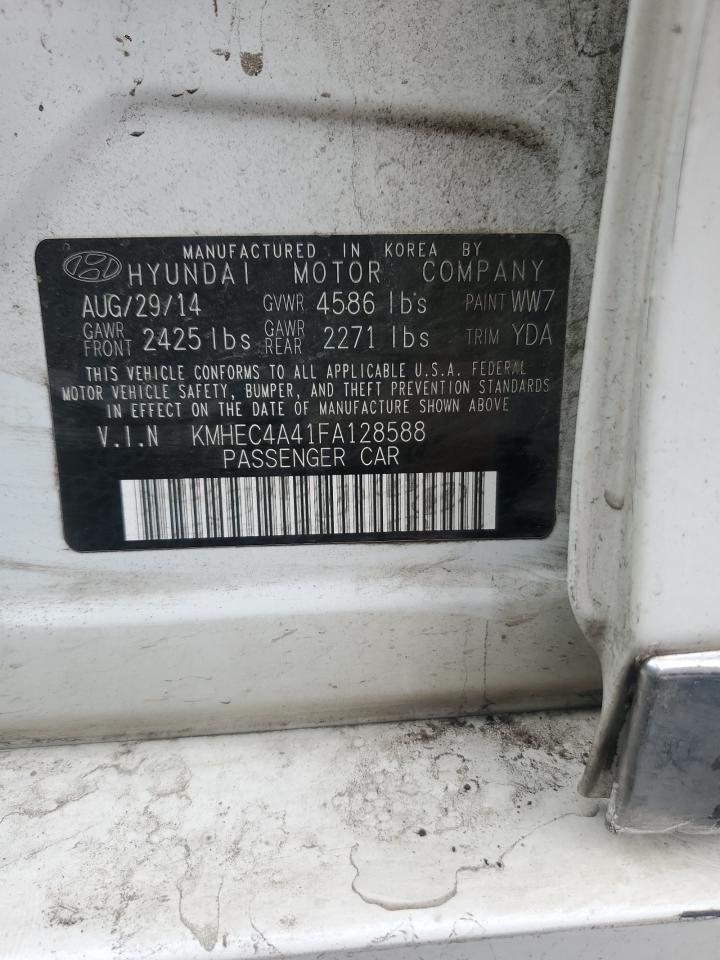 MANUFACTURED IN KOREA BY
HYUNDAI MOTOR COMPANY
AUG/29/14 GVWR 4586 lbs PAINT WW7
GAWR FRONT 2425 lbs GAWR REAR 2271 lbs TRIM YDA
THIS VEHICLE CONFORMS TO ALL APPLICABLE U.S.A. FEDERAL
MOTOR VEHICLE SAFETY, BUMPER, AND THEFT PREVENTION STANDARDS
IN EFFECT ON THE DATE OF MANUFACTURE SHOWN ABOVE
V.I.N KMHEC4A41FA128588
PASSENGER CAR